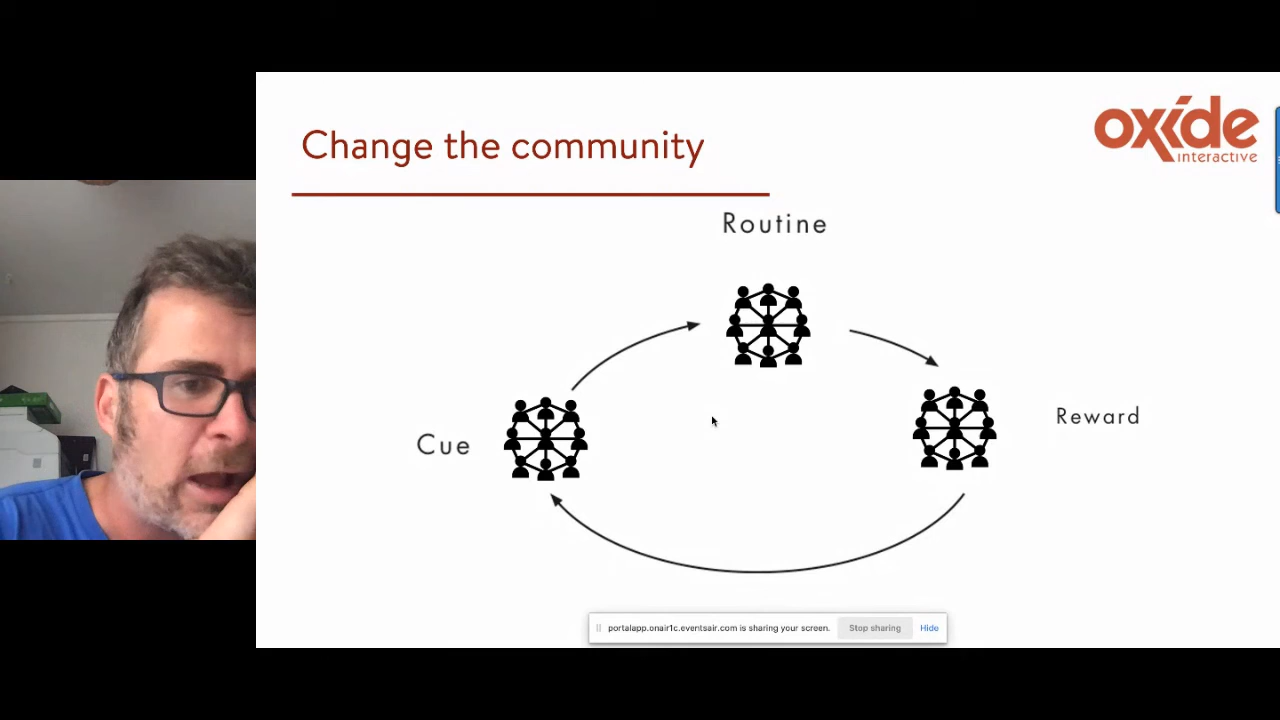 Change the community
oxide
interactive
Routine
Cue
Reward
portalapp.onair1c.eventsair.com is sharing your screen.
Stop sharing
Hide